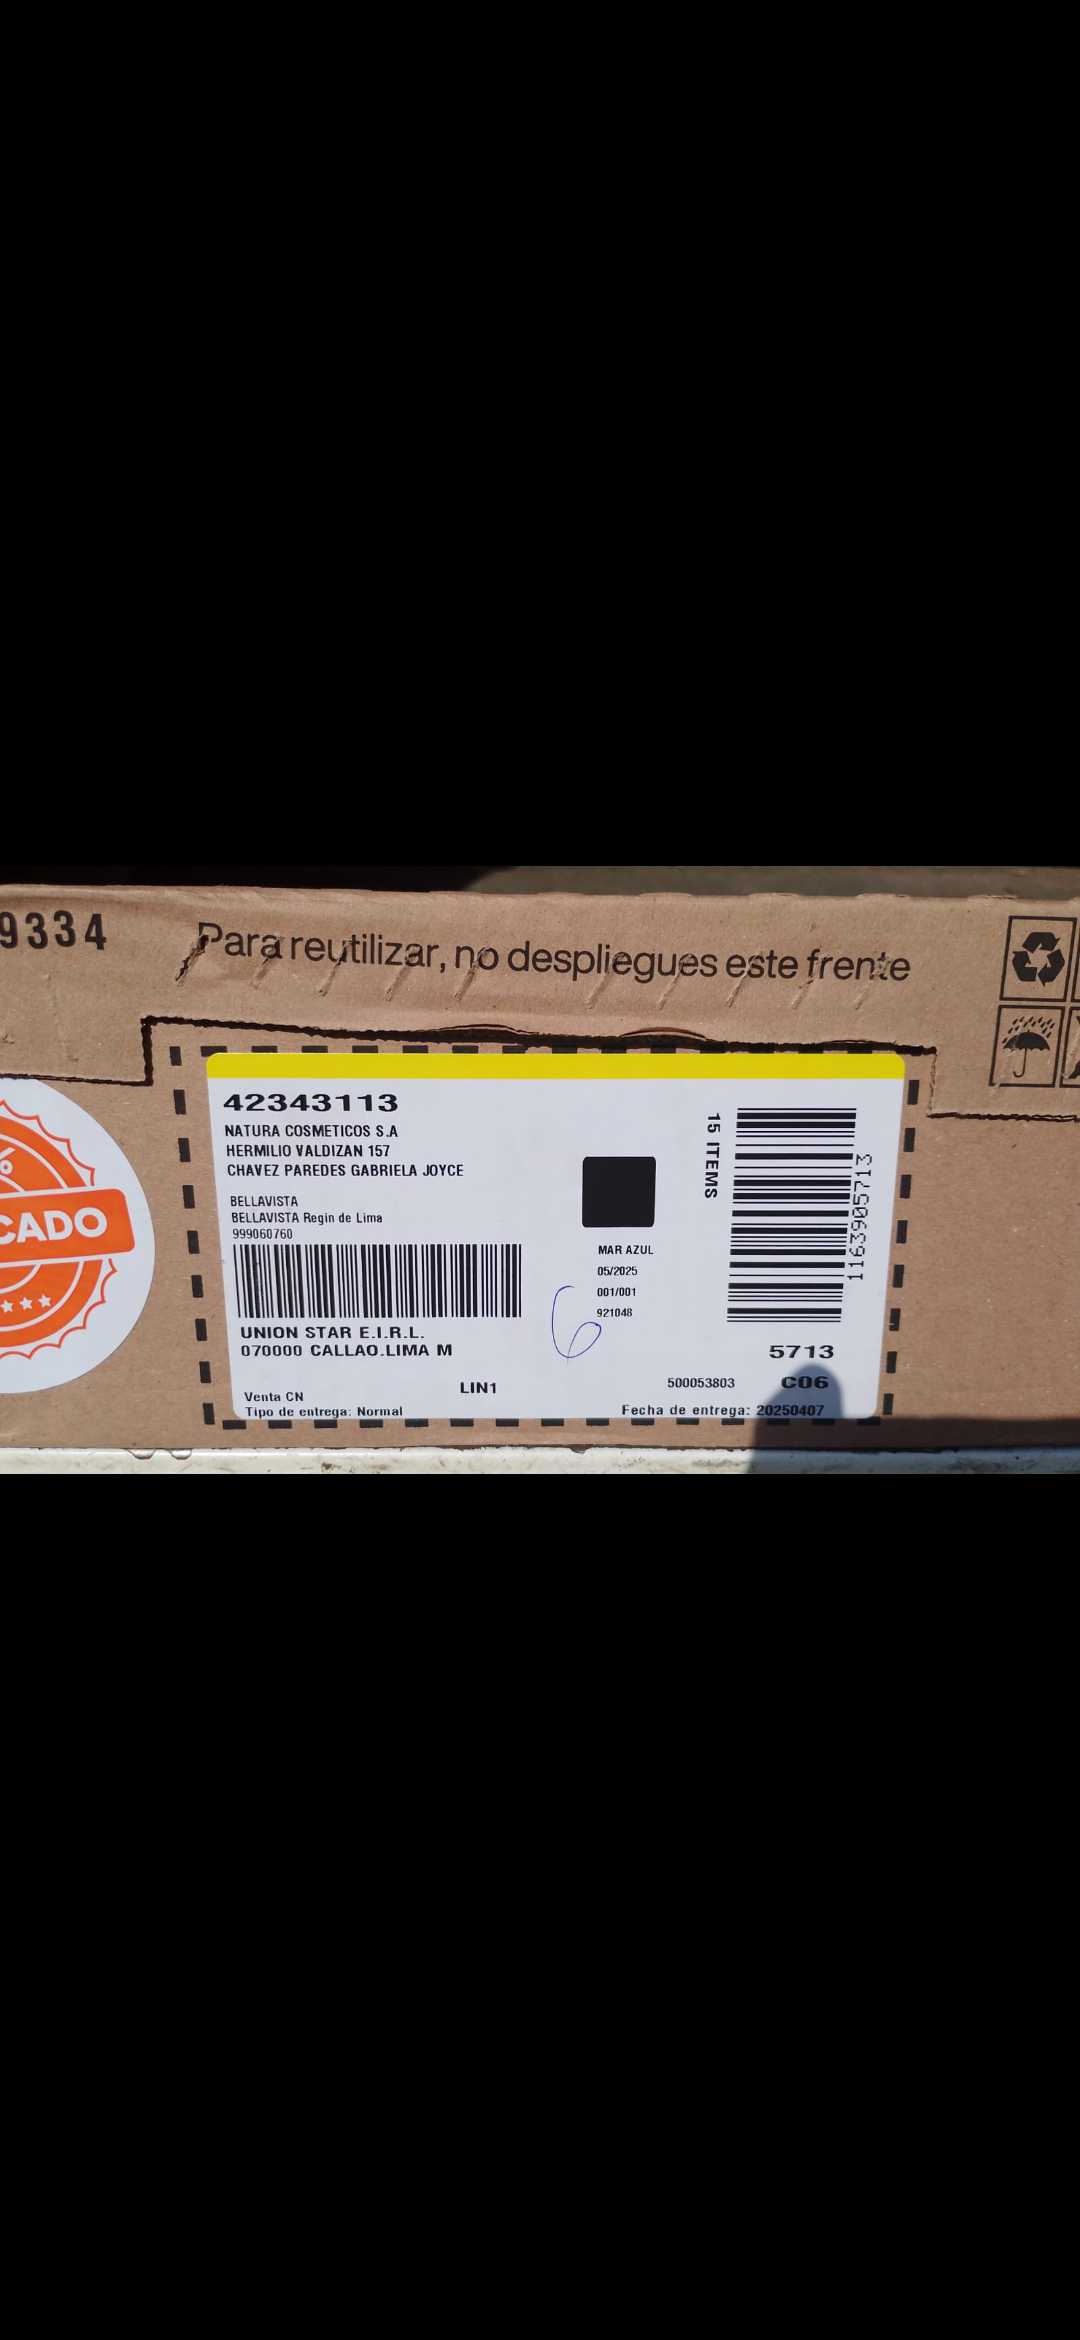 9334
Para reutilizar, no despliegues este frente
%
CADO
42343113
NATURA COSMETICOS S.A
HERMILIO VALDIZAN 157
CHAVEZ PAREDES GABRIELA JOYCE
BELLAVISTA
BELLAVISTA Regin de Lima
999060760
UNION STAR E.I.R.L.
070000 CALLAO.LIMA M
LIN1
Venta CN
Tipo de entrega: Normal
MAR AZUL
05/2025
001/001
921048
6
15 ITEMS
1163905713
5713
500053803 C06
Fecha de entrega: 20250407